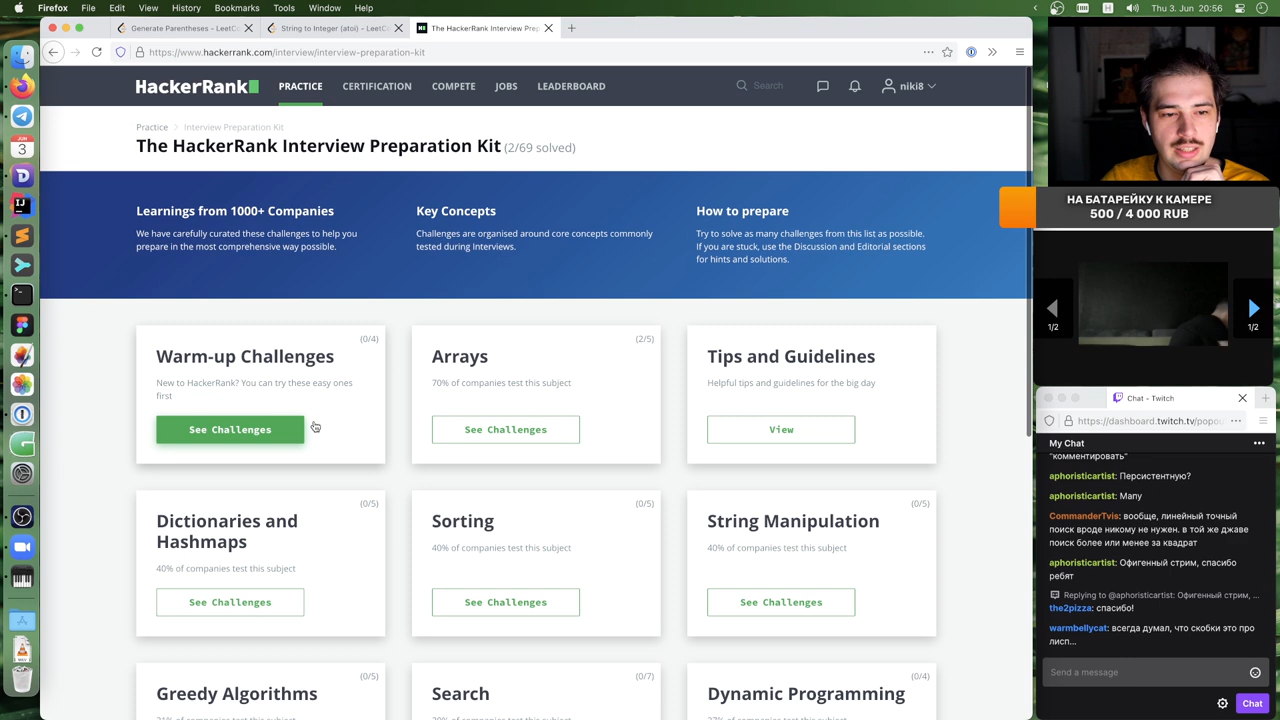 Firefox File Edit View History Bookmarks Tools Window Help
Generate Parentheses - LeetCo
String to Integer (atoi) - LeetCo
The HackerRank Interview Prep
https://www.hackerrank.com/interview/interview-preparation-kit
HackerRank
PRACTICE
CERTIFICATION
COMPETE
JOBS
LEADERBOARD
Search
niki8
Practice > Interview Preparation Kit
The HackerRank Interview Preparation Kit (2/69 solved)
Learnings from 1000+ Companies
We have carefully curated these challenges to help you
prepare in the most comprehensive way possible.
Key Concepts
Challenges are organised around core concepts commonly
tested during Interviews.
How to prepare
Try to solve as many challenges from this list as possible.
If you are stuck, use the Discussion and Editorial sections
for hints and solutions.
(0/4)
Warm-up Challenges
New to HackerRank? You can try these easy ones
first
See Challenges
(2/5)
Arrays
70% of companies test this subject
See Challenges
Tips and Guidelines
Helpful tips and guidelines for the big day
View
(0/5)
Dictionaries and
Hashmaps
40% of companies test this subject
See Challenges
(0/5)
Sorting
40% of companies test this subject
See Challenges
(0/5)
String Manipulation
40% of companies test this subject
See Challenges
(0/5)
Greedy Algorithms
(0/7)
Search
(0/4)
Dynamic Programming
JUN
3
НА БАТАРЕЙКУ К КАМЕРЕ
500 / 4 000 RUB
1/2
1/2
Chat - Twitch
https://dashboard.twitch.tv/popou
My Chat
"комментировать"
aphoristicartist: Персистентную?
aphoristicartist: Мапу
CommanderTvis: вообще, линейный точный
поиск вроде никому не нужен. в той же джаве
поиск более или менее за квадрат
aphoristicartist: Офигенный стрим, спасибо
ребят
Replying to @aphoristicartist: Офигенный стрим, ...
the2pizza: спасибо!
warmbellycat: всегда думал, что скобки это про
лисп...
Send a message
Chat